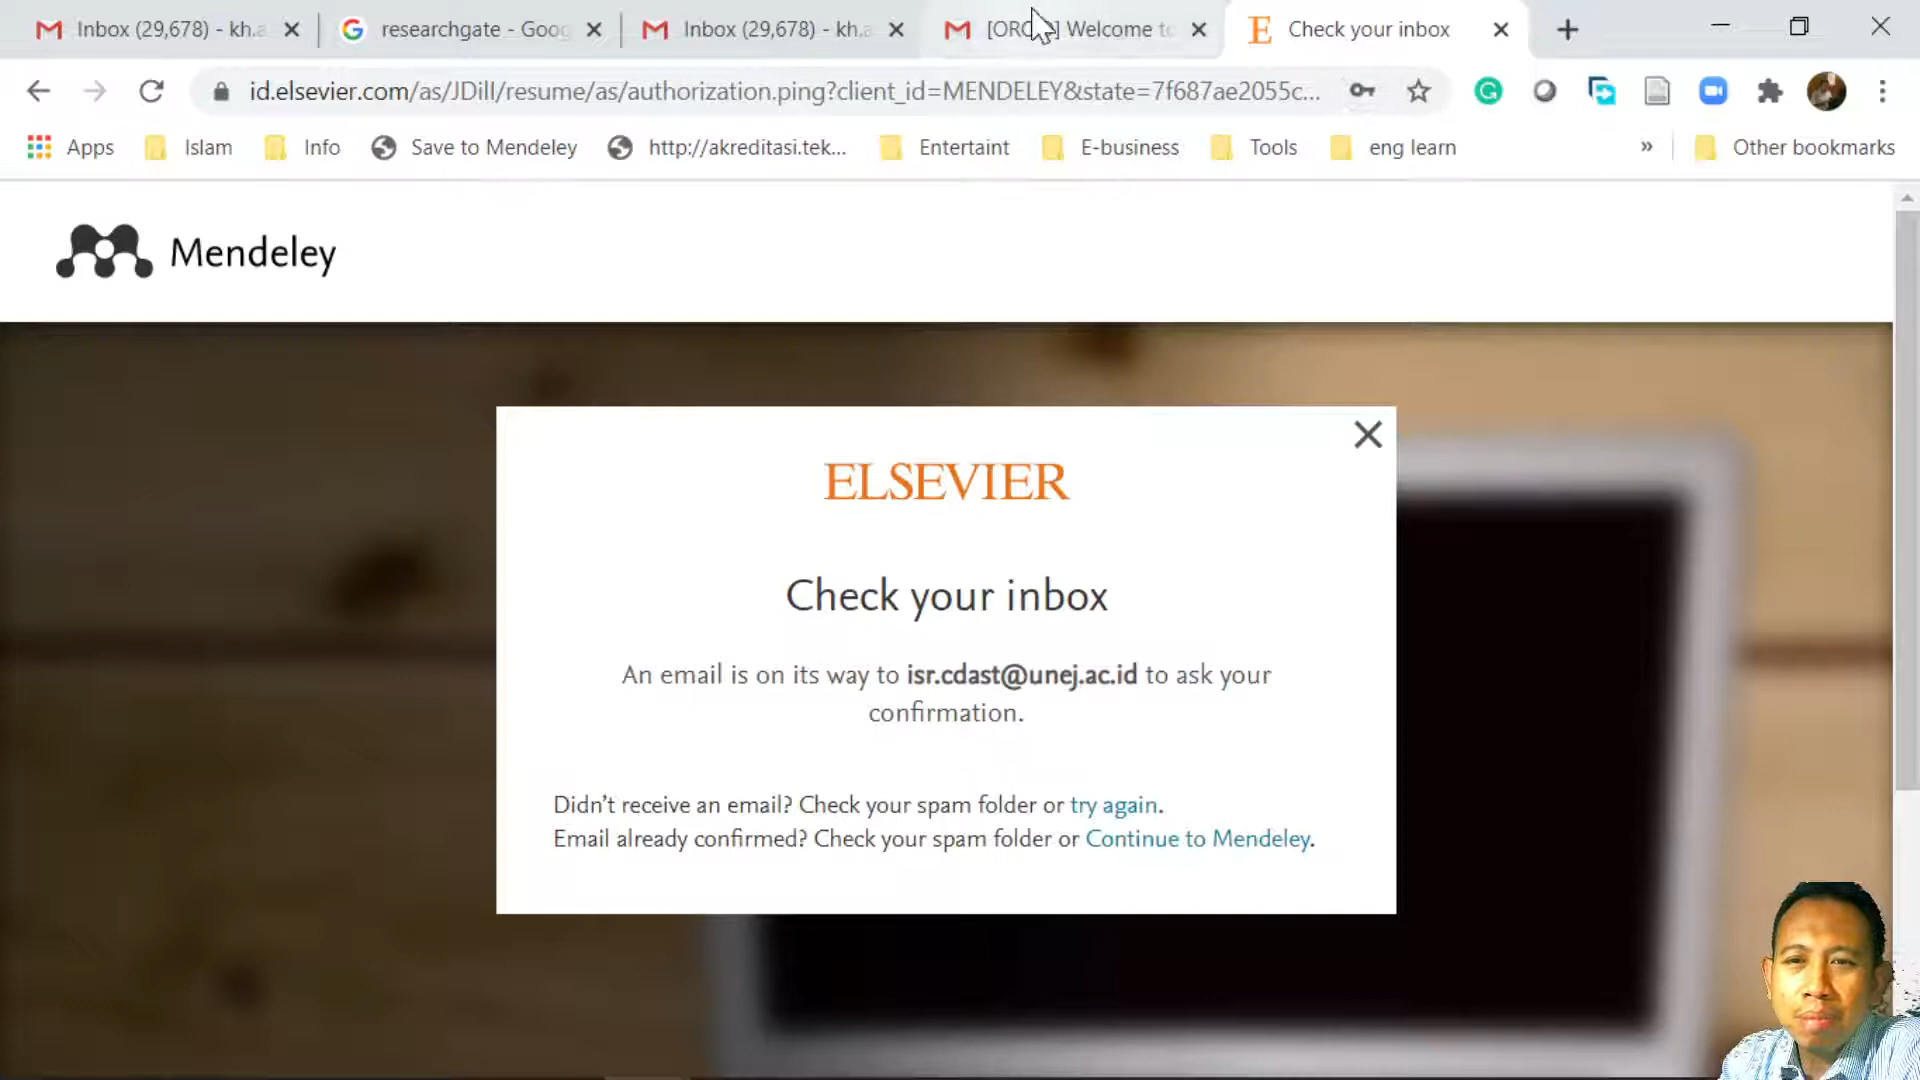 Inbox (29,678) - kh.a
researchgate - Goog
Inbox (29,678) - kh.a
Welcome to
Check your inbox
id.elsevier.com/as/JDill/resume/as/authorization.ping?client_id=MENDELEY&state=7f687ae2055c...
Apps
Islam
Info
Save to Mendeley
http://akreditasi.tek...
Entertaint
E-business
Tools
eng learn
»
Other bookmarks
Mendeley
ELSEVIER
Check your inbox
An email is on its way to isr.cdast@unej.ac.id to ask your
confirmation.
Didn't receive an email? Check your spam folder or try again.
Email already confirmed? Check your spam folder or Continue to Mendeley.